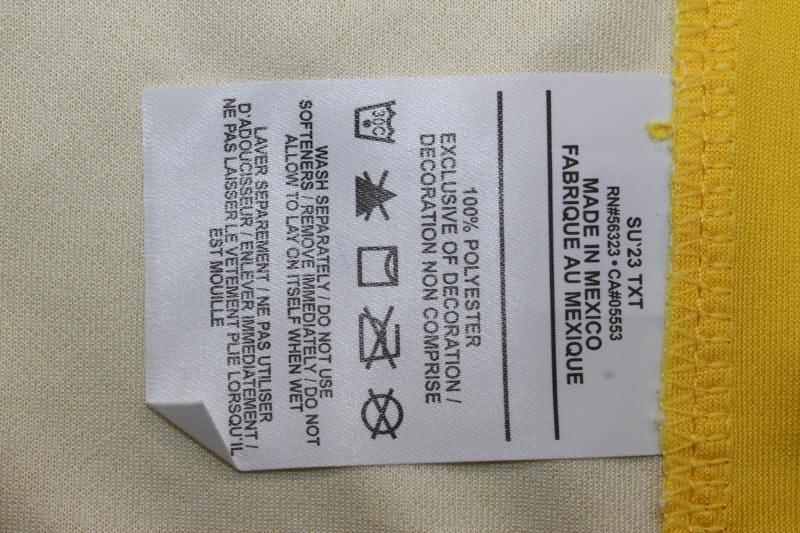 SU'23 TXT
RN#56323 • CA#05553
MADE IN MEXICO
FABRIQUE AU MEXIQUE
100% POLYESTER
EXCLUSIVE OF DECORATION /
DECORATION NON COMPRISE
30C
WASH SEPARATELY / DO NOT USE
SOFTENERS / REMOVE IMMEDIATELY / DO NOT
ALLOW TO LAY ON ITSELF WHEN WET
LAVER SEPAREMENT / NE PAS UTILISER
D'ADOUCISSEUR / ENLEVER IMMEDIATEMENT /
NE PAS LAISSER LE VETEMENT PLIE LORSQU'IL
EST MOUILLE